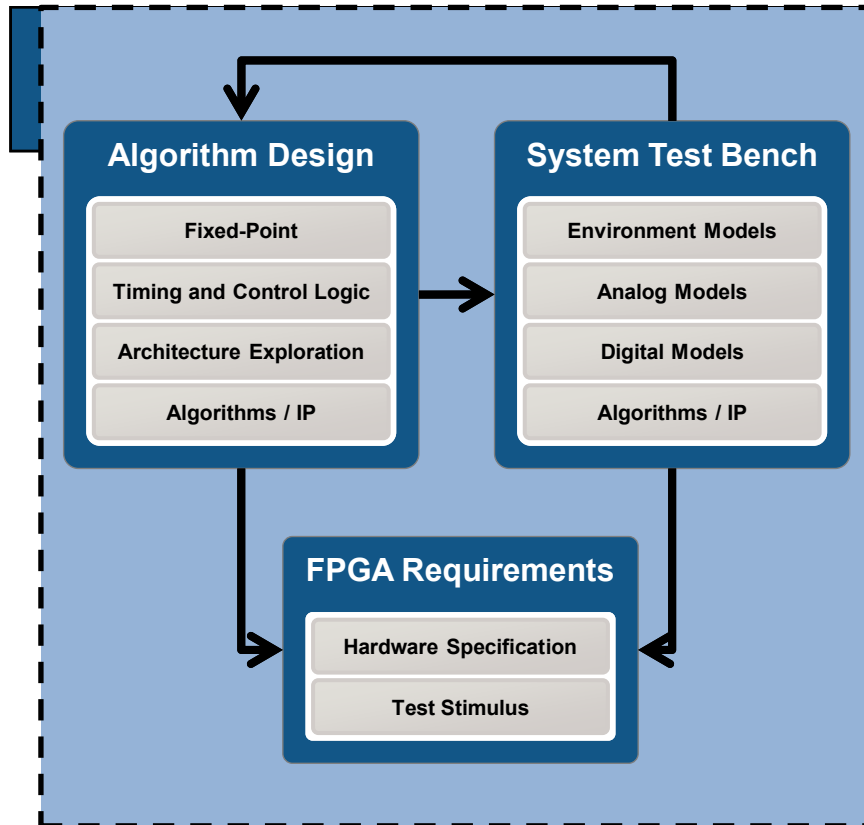 Algorithm Design
Fixed-Point
Timing and Control Logic
Architecture Exploration
Algorithms / IP
System Test Bench
Environment Models
Analog Models
Digital Models
Algorithms / IP
FPGA Requirements
Hardware Specification
Test Stimulus